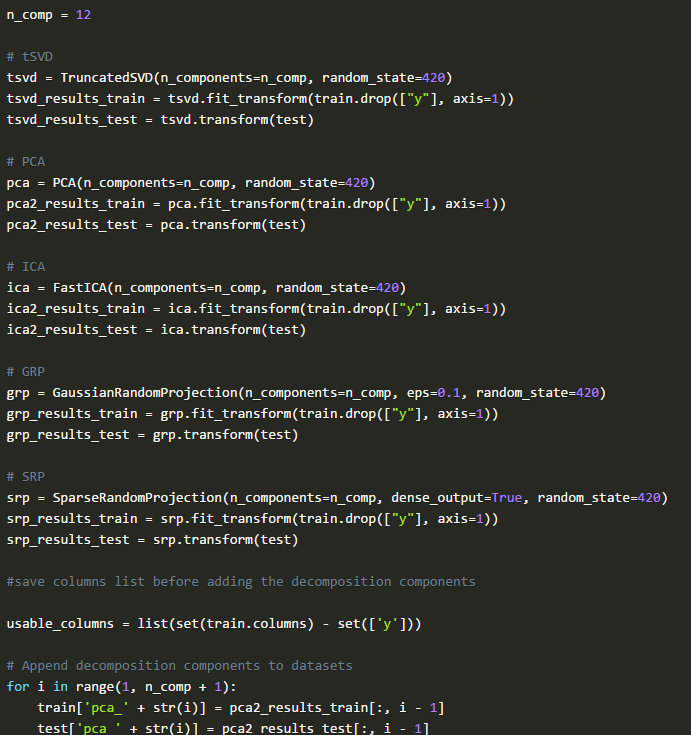 n_comp = 12
# tSVD
tsvd = TruncatedSVD(n_components=n_comp, random_state=420)
tsvd_results_train = tsvd.fit_transform(train.drop(["y"], axis=1))
tsvd_results_test = tsvd.transform(test)
# PCA
pca = PCA(n_components=n_comp, random_state=420)
pca2_results_train = pca.fit_transform(train.drop(["y"], axis=1))
pca2_results_test = pca.transform(test)
# ICA
ica = FastICA(n_components=n_comp, random_state=420)
ica2_results_train = ica.fit_transform(train.drop(["y"], axis=1))
ica2_results_test = ica.transform(test)
# GRP
grp = GaussianRandomProjection(n_components=n_comp, eps=0.1, random_state=420)
grp_results_train = grp.fit_transform(train.drop(["y"], axis=1))
grp_results_test = grp.transform(test)
# SRP
srp = SparseRandomProjection(n_components=n_comp, dense_output=True, random_state=420)
srp_results_train = srp.fit_transform(train.drop(["y"], axis=1))
srp_results_test = srp.transform(test)
#save columns list before adding the decomposition components
usable_columns = list(set(train.columns) - set(['y']))
# Append decomposition components to datasets
for i in range(1, n_comp + 1):
    train['pca_' + str(i)] = pca2_results_train[:, i - 1]
    test['pca_' + str(i)] = pca2_results_test[:, i - 1]